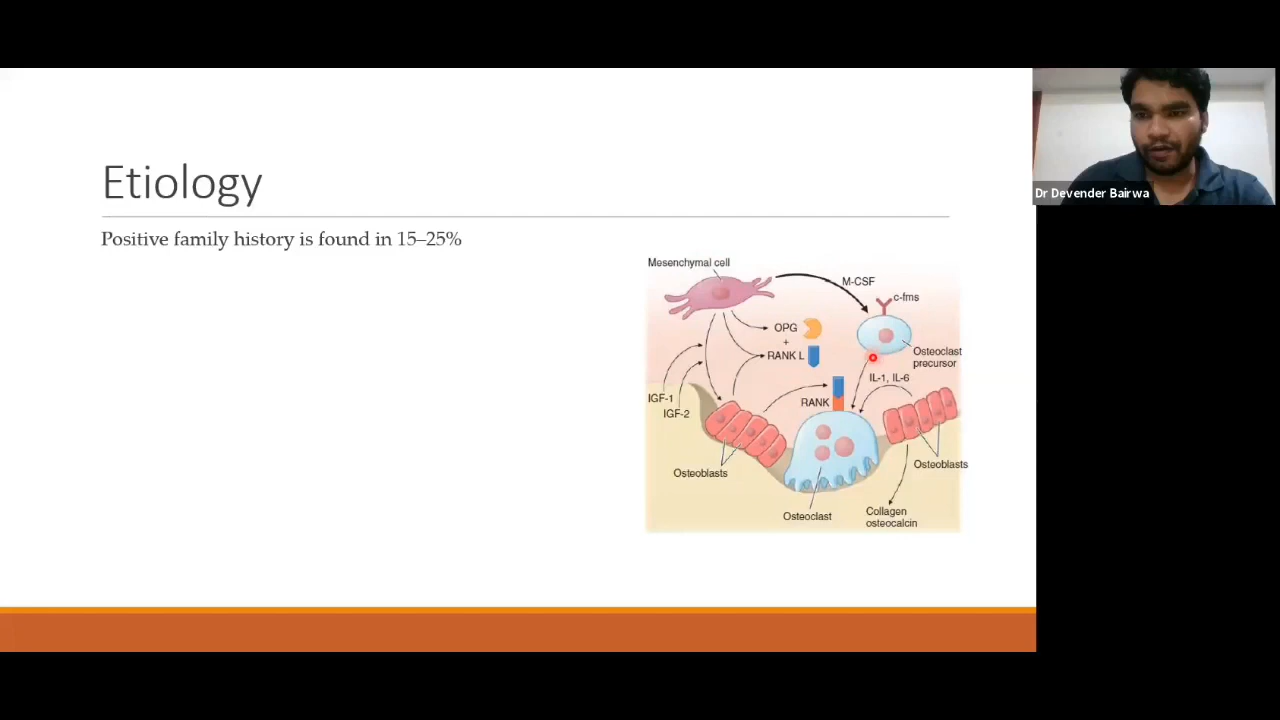 Etiology
Positive family history is found in 15–25%
Mesenchymal cell
M-CSF
c-fms
OPG
+
RANK L
Osteoclast
precursor
IL-1, IL-6
IGF-1
RANK
IGF-2
Osteoblasts
Osteoblasts
Osteoclast
Collagen
osteocalcin
Dr Devender Bairwa